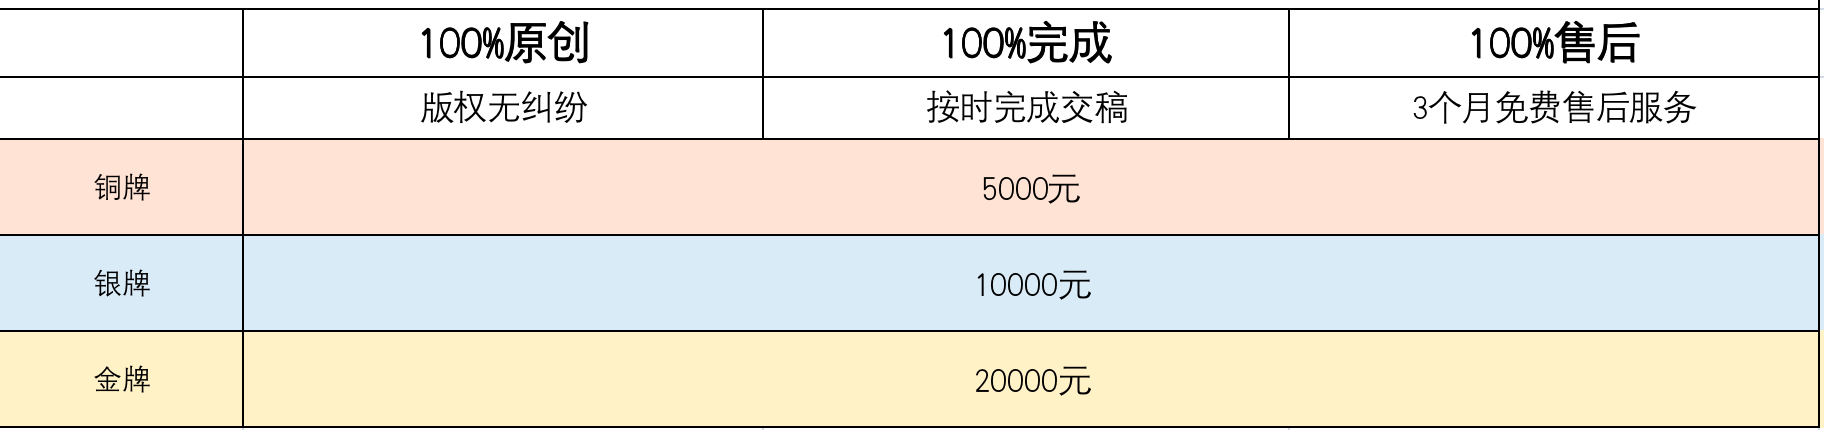 100%原创 100%完成 100%售后
版权无纠纷 按时完成交稿 3个月免费售后服务
铜牌 5000元
银牌 10000元
金牌 20000元